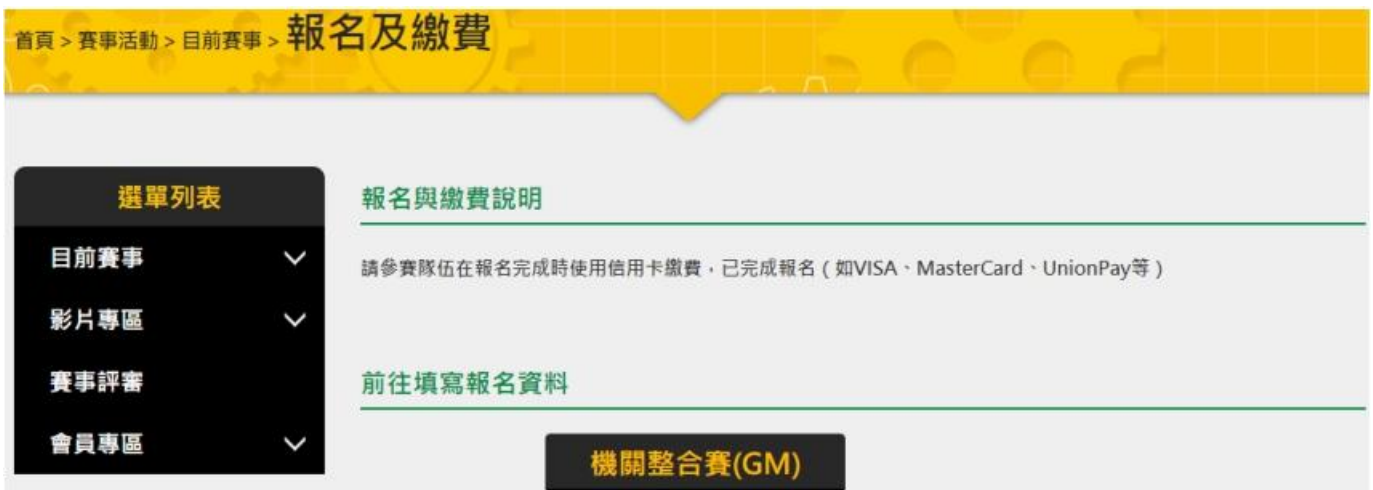 首頁 > 賽事活動 > 目前賽事 > 報名及繳費
選單列表
目前賽事
影片專區
賽事評審
會員專區
報名與繳費說明
請參賽隊伍在報名完成時使用信用卡繳費,已完成報名 ( 如VISA、MasterCard、UnionPay等 )
前往填寫報名資料
機關整合賽(GM)